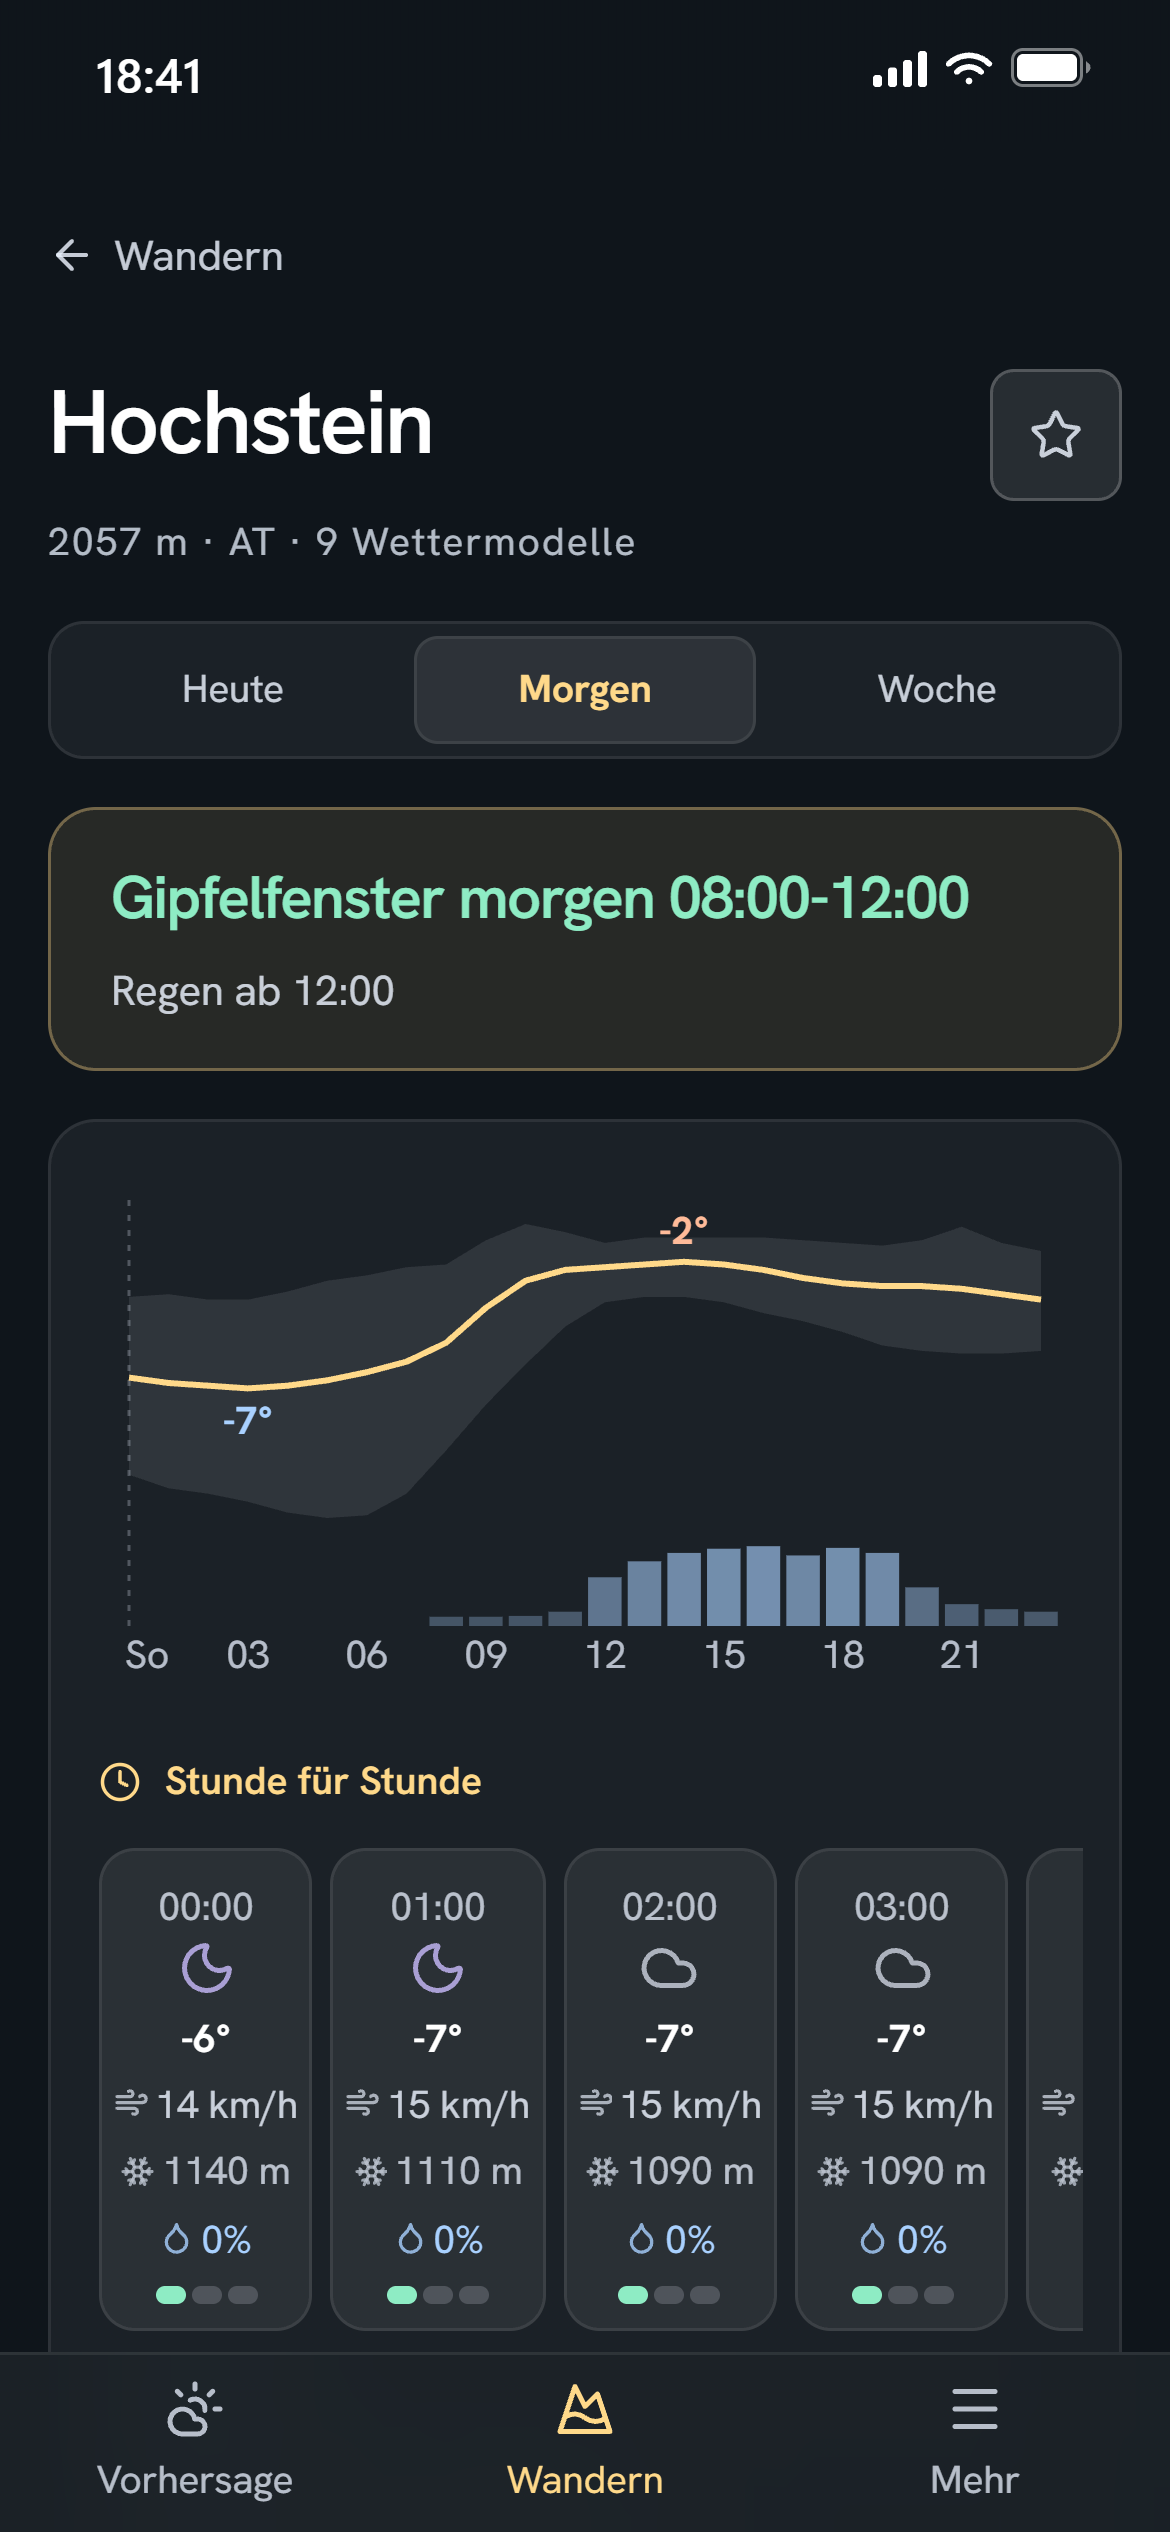 18:41
Wandern
Hochstein
2057 m · AT · 9 Wettermodelle
Heute Morgen Woche
Gipfelfenster morgen 08:00-12:00
Regen ab 12:00
-2°
-7°
So 03 06 09 12 15 18 21
Stunde für Stunde
00:00 01:00 02:00 03:00
-6° -7° -7° -7°
14 km/h 15 km/h 15 km/h 15 km/h
1140 m 1110 m 1090 m 1090 m
0% 0% 0% 0%
Vorhersage Wandern Mehr